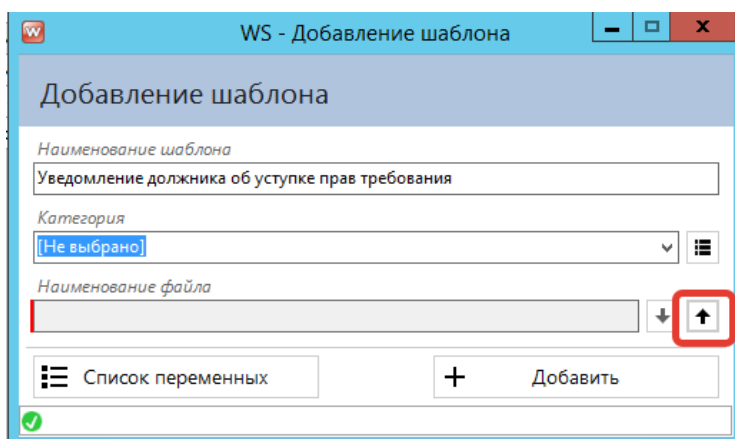 WS - Добавление шаблона
Добавление шаблона
Наименование шаблона
Уведомление должника об уступке прав требования
Категория
[Не выбрано]
Наименование файла
Список переменных
Добавить